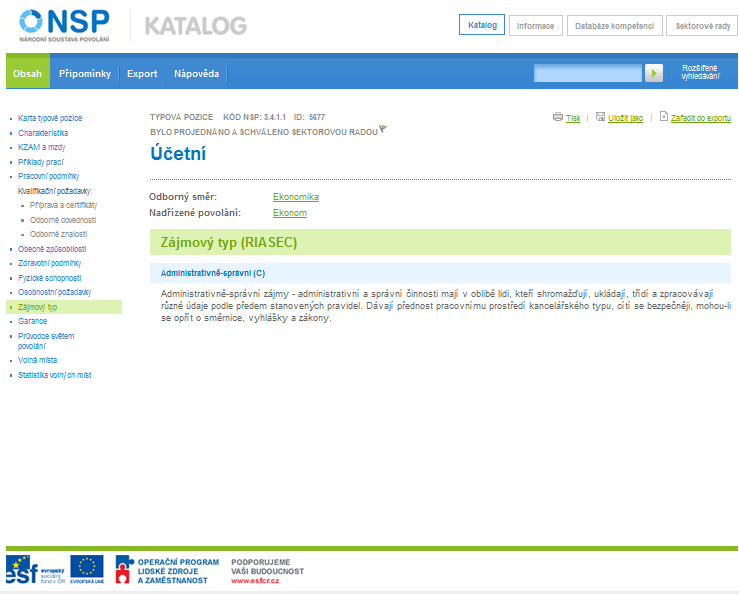 NSP
NÁRODNÍ SOUSTAVA POVOLÁNÍ
KATALOG
Katalog
Informace
Databáze kompetencí
Sektorové rady
Obsah
Připomínky
Export
Nápověda
Rozšířené
vyhledávání
Karta typové pozice
Charakteristika
KZAM a mzdy
Příklady prací
Pracovní podmínky
Kvalifikační požadavky:
Příprava a certifikáty
Odborné dovednosti
Odborné znalosti
Obecné způsobilosti
Zdravotní podmínky
Fyzické schopnosti
Osobnostní požadavky
Zájmový typ
Garance
Průvodce světem
povolání
Volná místa
Statistika volných míst
TYPOVÁ POZICE KÓD NSP: 3.4.1.1 ID: 5677
Tisk | Uložit jako | Zařadit do exportu
BYLO PROJEDNÁNO A SCHVÁLENO SEKTOROVOU RADOU
Účetní
Odborný směr: Ekonomika
Nadřízené povolání: Ekonom
Zájmový typ (RIASEC)
Administrativně-správní (C)
Administrativně-správní zájmy - administrativní a správní činnosti mají v oblibě lidi, kteří shromažďují, ukládají, třídí a zpracovávají
různé údaje podle předem stanovených pravidel. Dávají přednost pracovnímu prostředí kancelářského typu, cítí se bezpečněji, mohou-li
se opřít o směrnice, vyhlášky a zákony.
esf
evropský
sociální
fond v ČR
EVROPSKÁ UNIE
OPERAČNÍ PROGRAM
LIDSKÉ ZDROJE
A ZAMĚSTNANOST
PODPORUJEME
VAŠI BUDOUCNOST
www.esfcr.cz